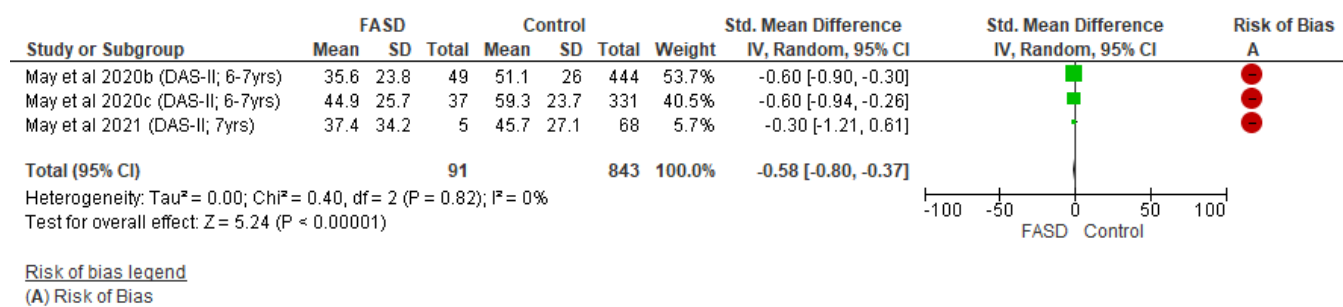 FASD Control Std. Mean Difference Std. Mean Difference Risk of Bias
Study or Subgroup Mean SD Total Mean SD Total Weight IV, Random, 95% CI IV, Random, 95% CI A
May et al 2020b (DAS-II; 6-7yrs) 35.6 23.8 49 51.1 26 444 53.7% -0.60 [-0.90, -0.30]
May et al 2020c (DAS-II; 6-7yrs) 44.9 25.7 37 59.3 23.7 331 40.5% -0.60 [-0.94, -0.26]
May et al 2021 (DAS-II; 7yrs) 37.4 34.2 5 45.7 27.1 68 5.7% -0.30 [-1.21, 0.61]
Total (95% CI) 91 843 100.0% -0.58 [-0.80, -0.37]
Heterogeneity: Tau² = 0.00; Chi² = 0.40, df = 2 (P = 0.82); I² = 0%
Test for overall effect: Z = 5.24 (P < 0.00001)
-100 -50 0 50 100
FASD Control
Risk of bias legend
(A) Risk of Bias